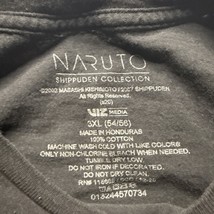 NARUTO
SHIPPUDEN COLLECTION
©2002 MASASHI KISHIMOTO / 2007 SHIPPUDEN
All Rights Reserved.
(s20)
VIZ MEDIA
3XL (54/56)
MADE IN HONDURAS
100% COTTON
MACHINE WASH COLD WITH LIKE COLORS
ONLY NON-CHLORINE BLEACH WHEN NEEDED.
TUMBLE DRY LOW.
DO NOT IRON IF DECORATED.
DO NOT DRY CLEAN.
RN#
013244570734